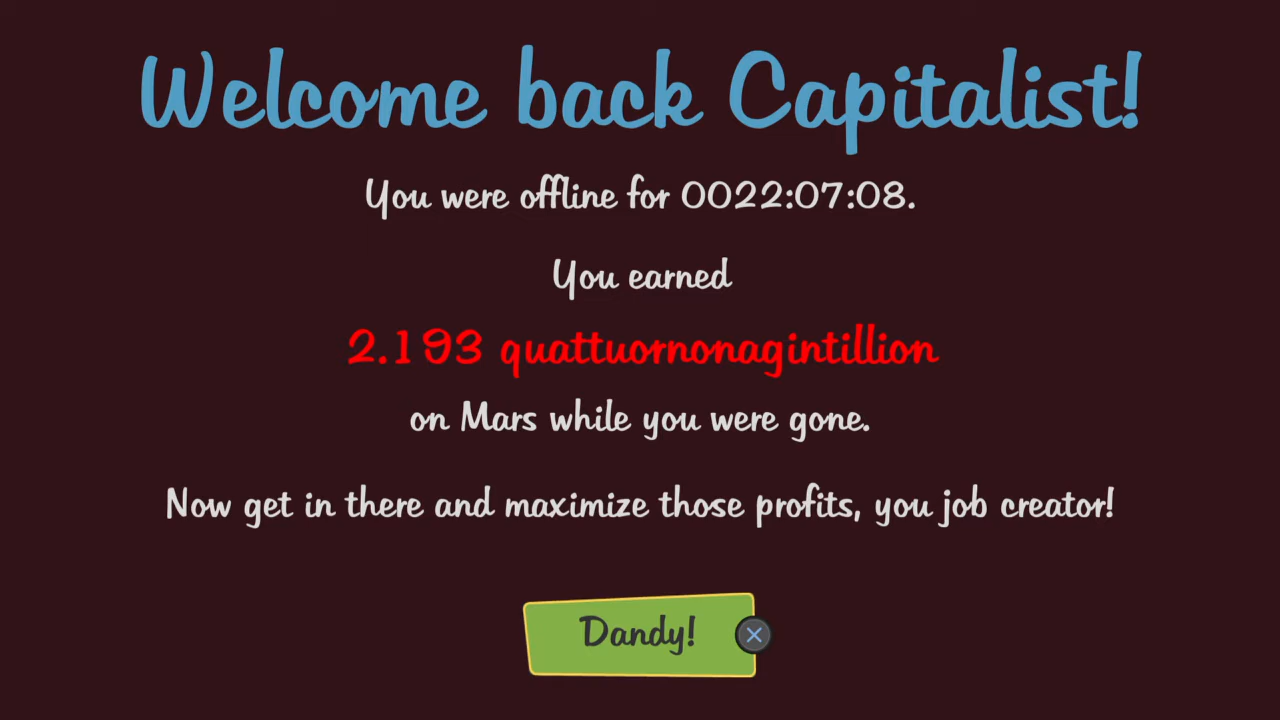 Welcome back Capitalist!
You were offline for 0022:07:08.
You earned
2.193 quattuornonagintillion
on Mars while you were gone.
Now get in there and maximize those profits, you job creator!
Dandy!